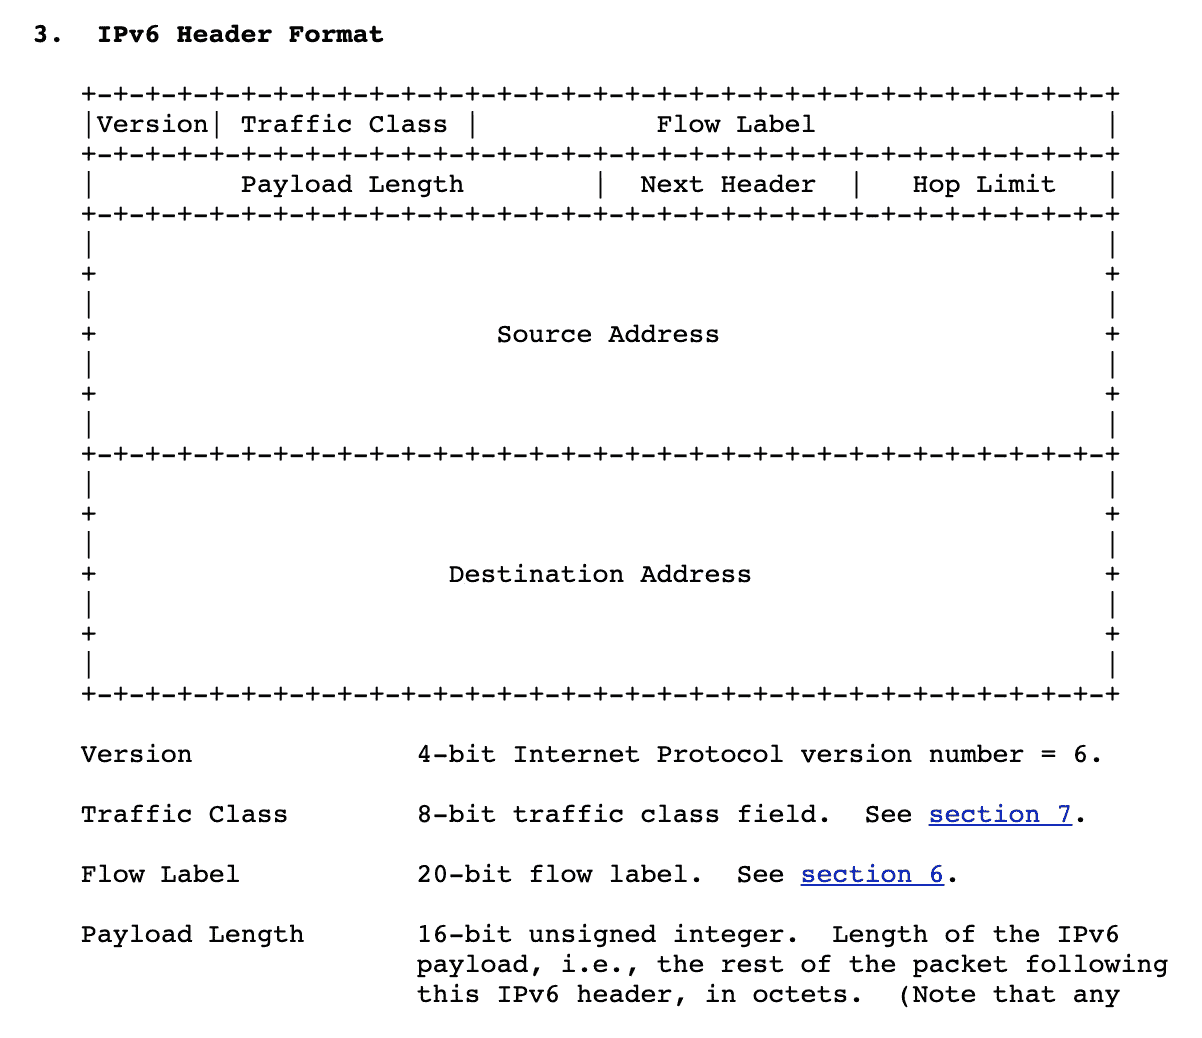 3.  IPv6 Header Format
+-+-+-+-+-+-+-+-+-+-+-+-+-+-+-+-+-+-+-+-+-+-+-+-+-+-+-+-+-+-+-+-+
|Version| Traffic Class |           Flow Label                  |
+-+-+-+-+-+-+-+-+-+-+-+-+-+-+-+-+-+-+-+-+-+-+-+-+-+-+-+-+-+-+-+-+
|         Payload Length        |  Next Header  |   Hop Limit   |
+-+-+-+-+-+-+-+-+-+-+-+-+-+-+-+-+-+-+-+-+-+-+-+-+-+-+-+-+-+-+-+-+
|                                                               |
+                                                               +
|                                                               |
+                         Source Address                        +
|                                                               |
+                                                               +
|                                                               |
+-+-+-+-+-+-+-+-+-+-+-+-+-+-+-+-+-+-+-+-+-+-+-+-+-+-+-+-+-+-+-+-+
|                                                               |
+                                                               +
|                                                               |
+                      Destination Address                      +
|                                                               |
+                                                               +
|                                                               |
+-+-+-+-+-+-+-+-+-+-+-+-+-+-+-+-+-+-+-+-+-+-+-+-+-+-+-+-+-+-+-+-+
Version              4-bit Internet Protocol version number = 6.
Traffic Class        8-bit traffic class field.  See section 7.
Flow Label           20-bit flow label.  See section 6.
Payload Length       16-bit unsigned integer.  Length of the IPv6
payload, i.e., the rest of the packet following
this IPv6 header, in octets.  (Note that any